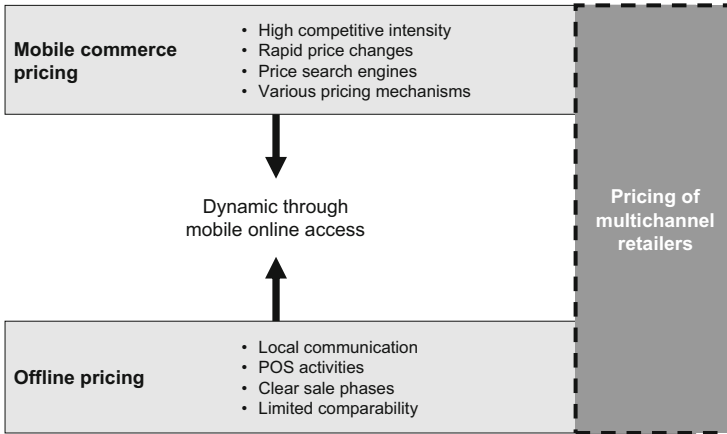 Mobile commerce
pricing
• High competitive intensity
• Rapid price changes
• Price search engines
• Various pricing mechanisms
Dynamic through
mobile online access
Pricing of
multichannel
retailers
Offline pricing
• Local communication
• POS activities
• Clear sale phases
• Limited comparability